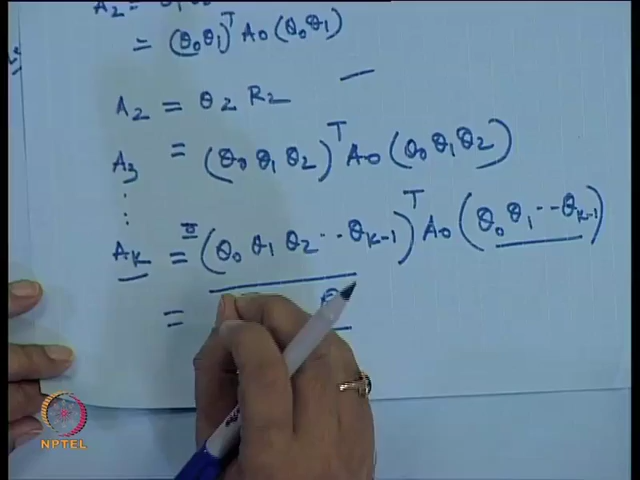 = (Q₀Q₁)ᵀ A₀ (Q₀Q₁)
A₂ = Q₂ R₂
A₃ = (Q₀ Q₁ Q₂)ᵀ A₀ (Q₀ Q₁ Q₂)
⋮
Aₖ = (Q₀ Q₁ Q₂ ·· Qₖ₋₁)ᵀ A₀ (Q₀ Q₁ ·-- Qₖ₋₁)
=
NPTEL